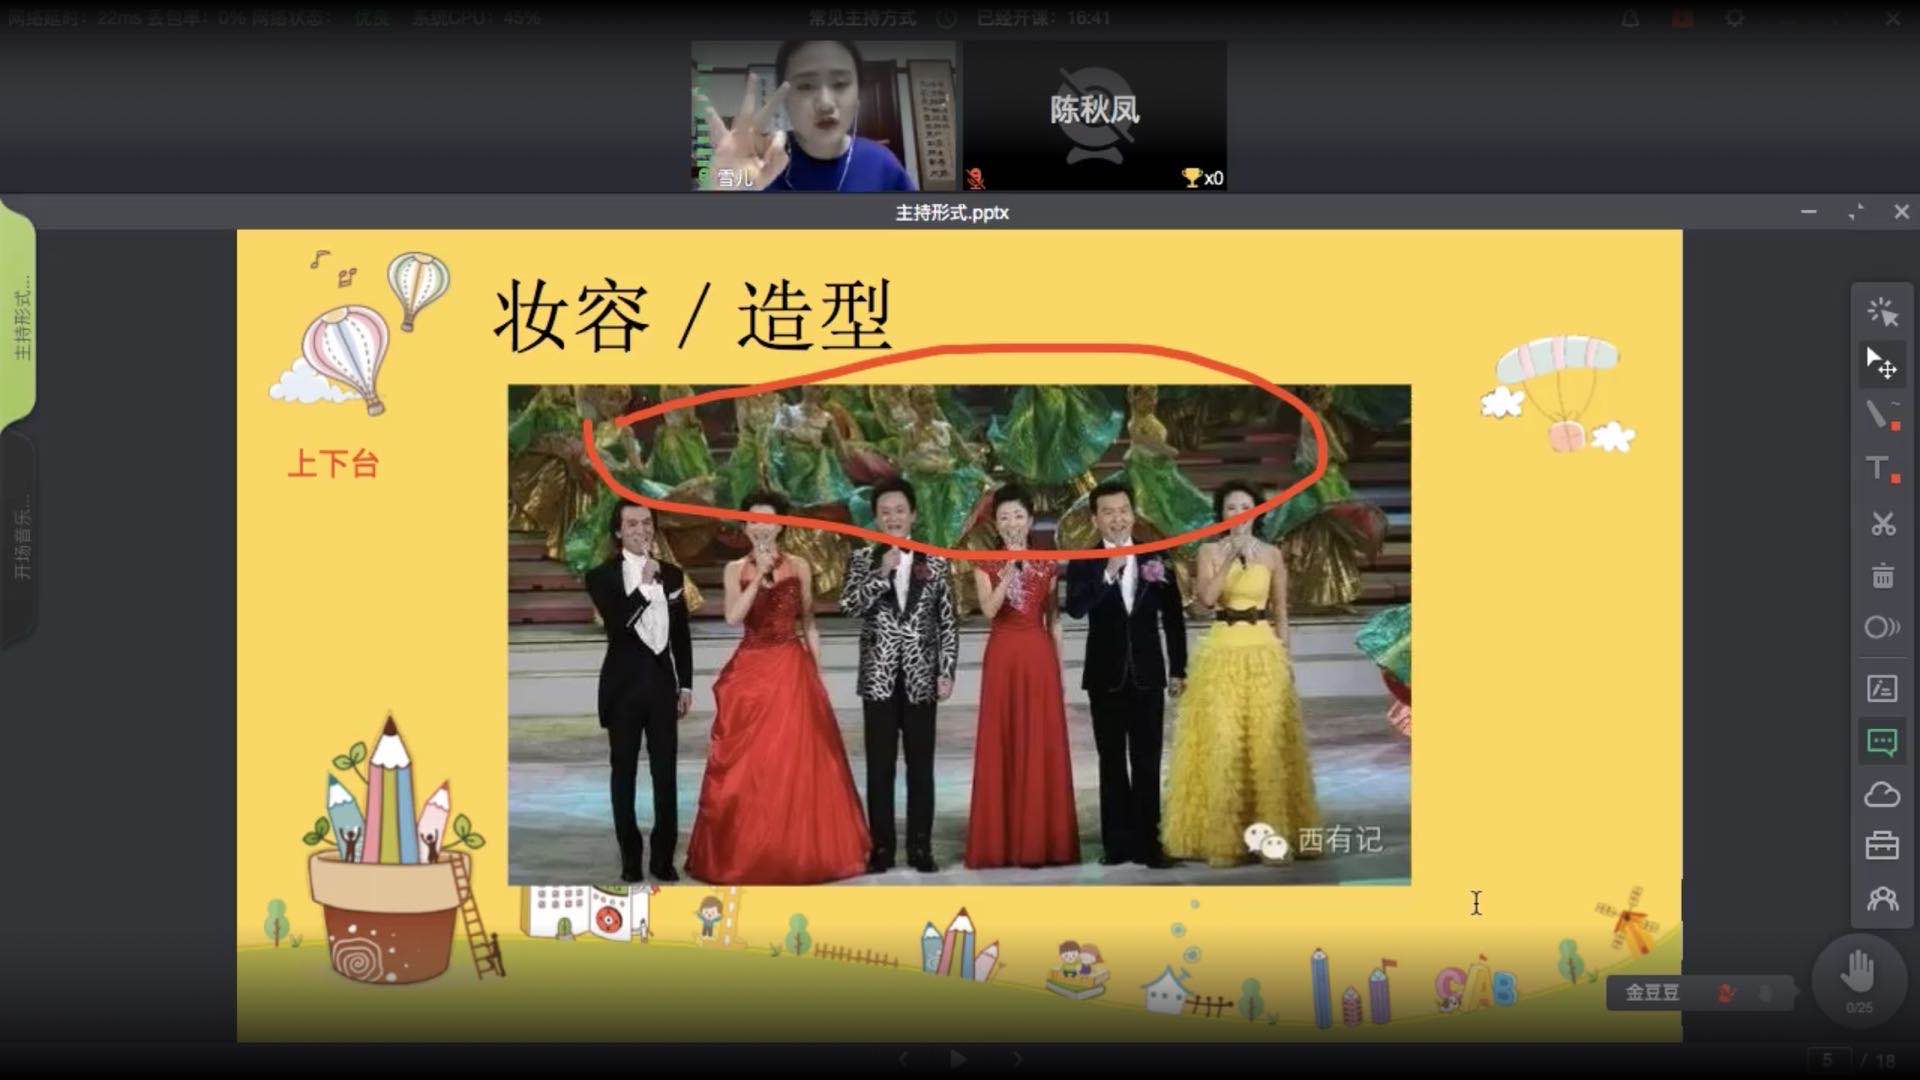 网络延时：22ms 丢包率：0% 网络状态：优良 系统CPU：45%
常见主持方式 已经开课：16:41
雪儿
陈秋凤
x0
主持形式.pptx
主持形式...
开场音乐...
妆容 / 造型
上下台
西有记
CAB
金豆豆
0/25
5 / 18